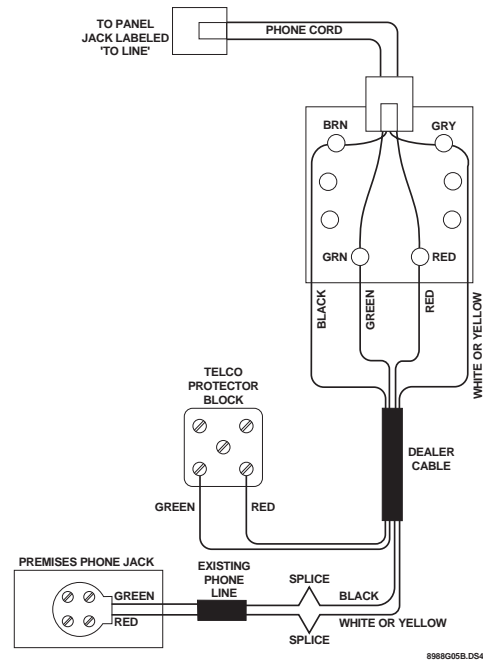 TO PANEL
JACK LABELED
'TO LINE'
PHONE CORD
BRN
GRY
GRN
RED
BLACK
GREEN
RED
WHITE OR YELLOW
TELCO
PROTECTOR
BLOCK
DEALER
CABLE
GREEN
RED
PREMISES PHONE JACK
EXISTING
PHONE
LINE
SPLICE
GREEN
BLACK
RED
WHITE OR YELLOW
SPLICE
8988G05B.DS4